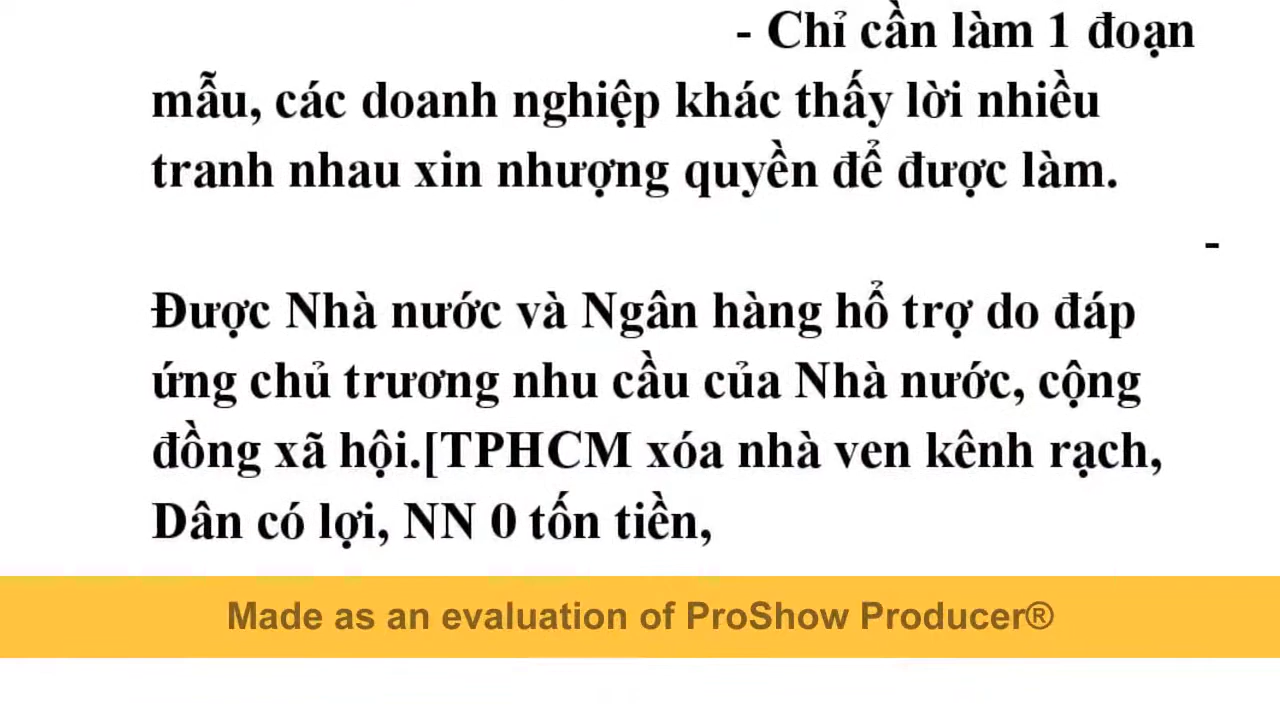 - Chỉ cần làm 1 đoạn
mẫu, các doanh nghiệp khác thấy lời nhiều
tranh nhau xin nhượng quyền để được làm.
-
Được Nhà nước và Ngân hàng hổ trợ do đáp
ứng chủ trương nhu cầu của Nhà nước, cộng
đồng xã hội.[TPHCM xóa nhà ven kênh rạch,
Dân có lợi, NN 0 tốn tiền,
Made as an evaluation of ProShow Producer®